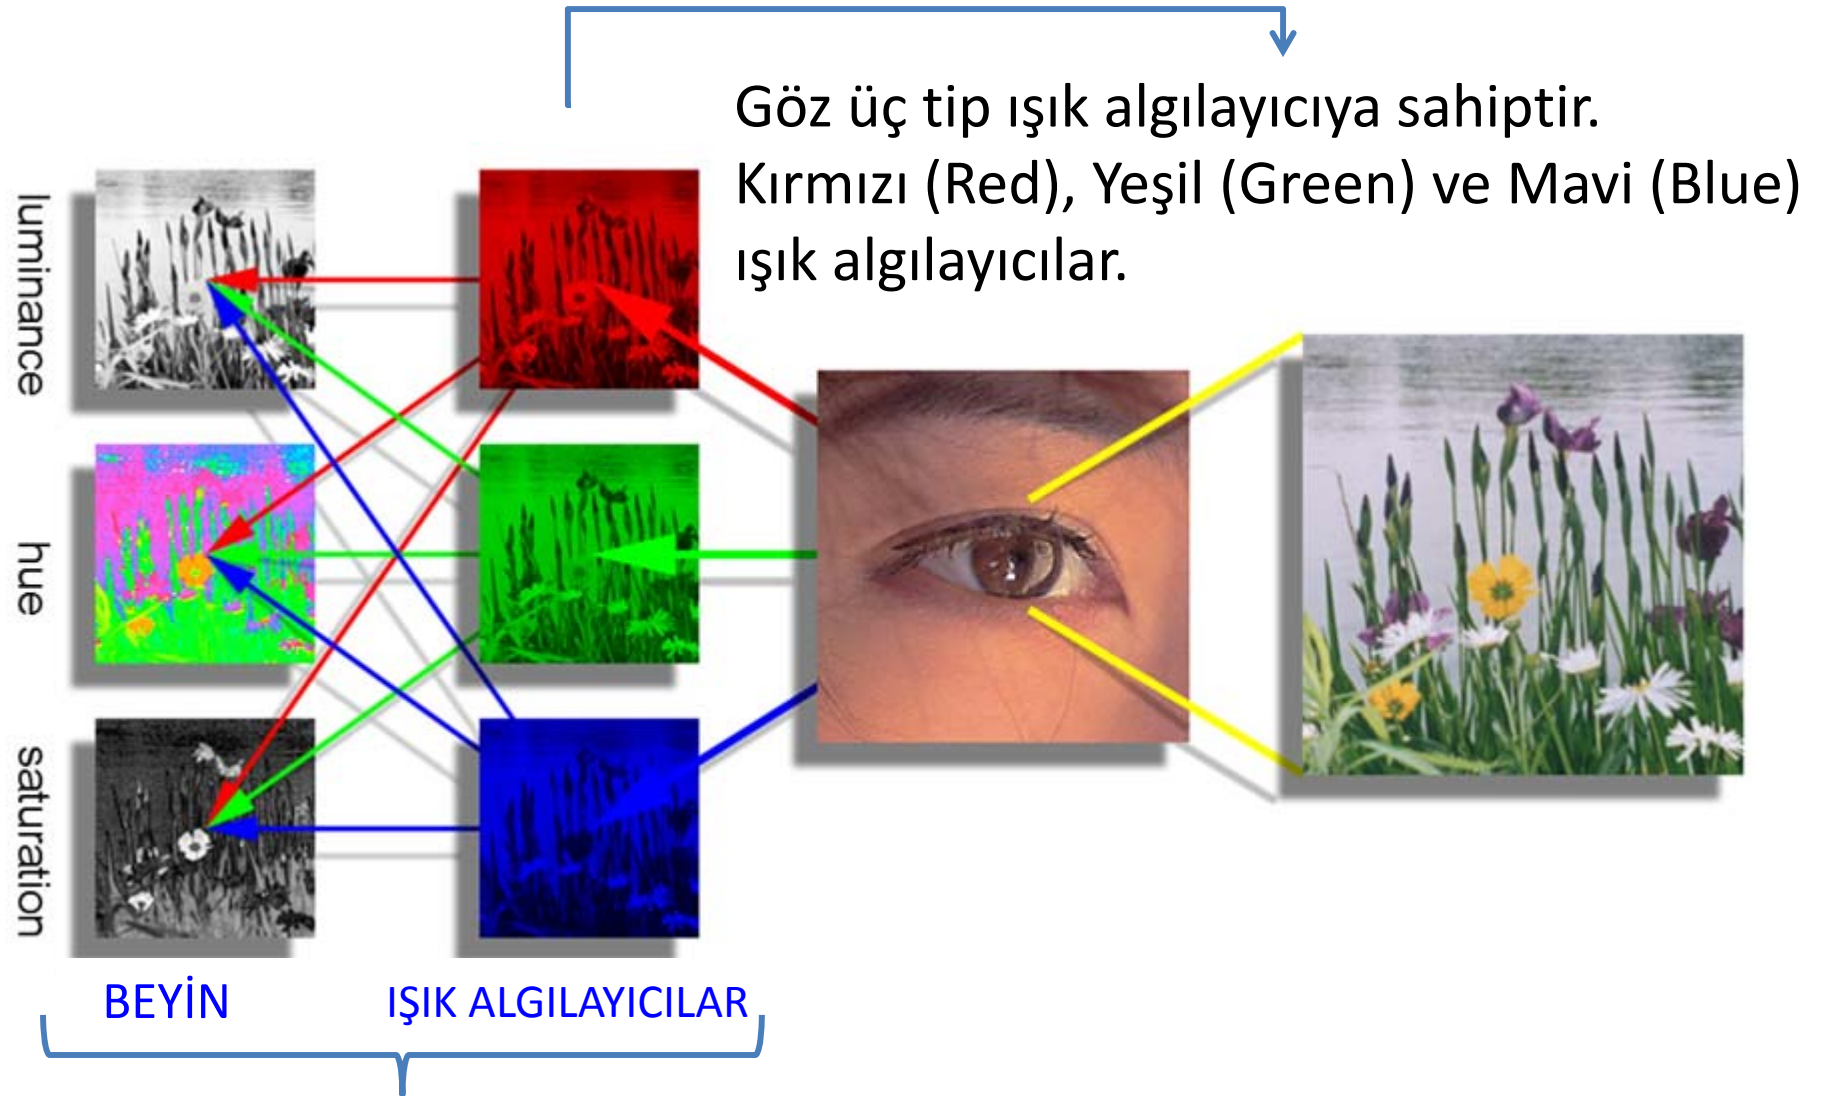 Göz üç tip ışık algılayıcıya sahiptir.
Kırmızı (Red), Yeşil (Green) ve Mavi (Blue)
ışık algılayıcılar.
luminance
hue
saturation
BEYİN
IŞIK ALGILAYICILAR